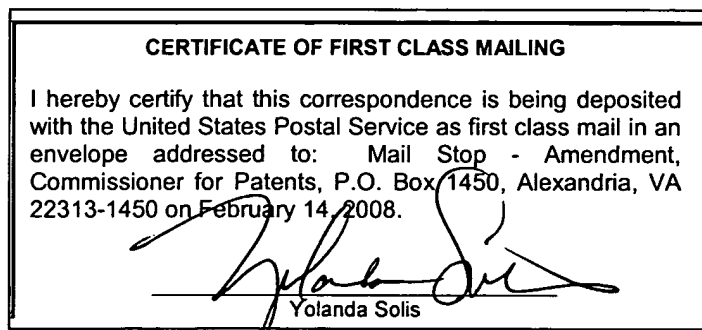 CERTIFICATE OF FIRST CLASS MAILING
I hereby certify that this correspondence is being deposited
with the United States Postal Service as first class mail in an
envelope addressed to: Mail Stop - Amendment,
Commissioner for Patents, P.O. Box 1450, Alexandria, VA
22313-1450 on February 14, 2008.
Yolanda Solis
Yolanda Solis